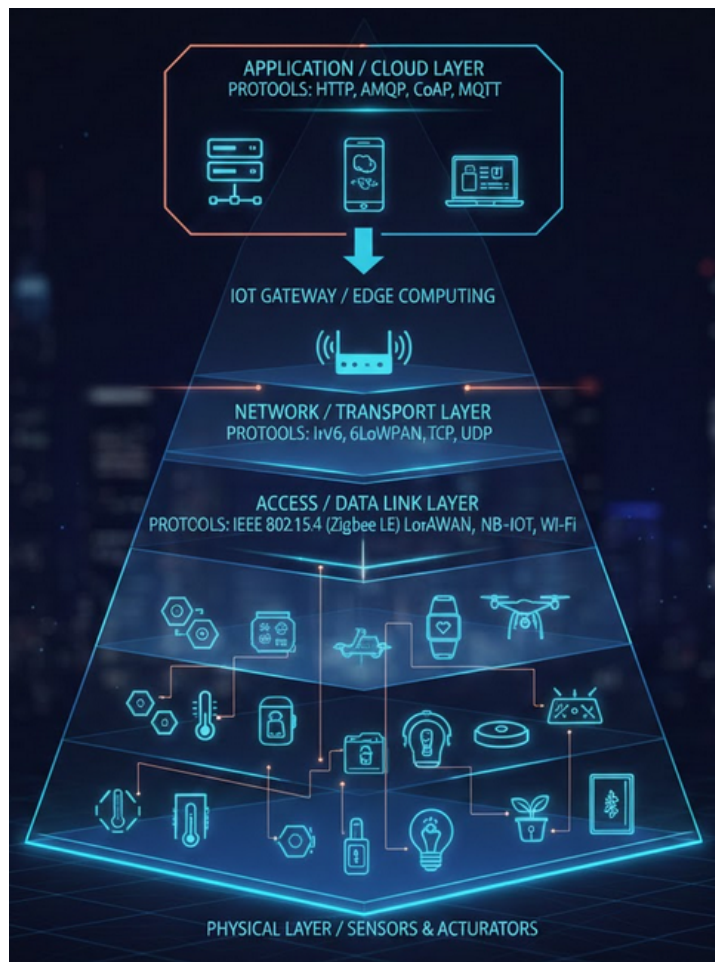 APPLICATION / CLOUD LAYER
PROTOOLS: HTTP, AMQP, CoAP, MQTT
IOT GATEWAY / EDGE COMPUTING
NETWORK / TRANSPORT LAYER
PROTOOLS: IrV6, 6LoWPAN, TCP, UDP
ACCESS / DATA LINK LAYER
PROTCOLS: IEEE 802.15.4 (Zigbee LE) LorAWAN, NB-IOT, WI-Fi
PHYSICAL LAYER / SENSORS & ACTURATORS